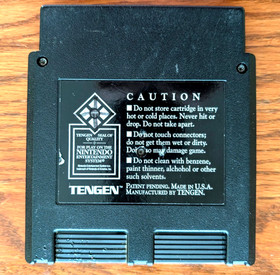 CAUTION
■ Do not store cartridge in very
hot or cold places. Never hit or
drop. Do not take apart.
■ Do not touch connectors;
do not get them wet or dirty.
Doing so may damage game.
■ Do not clean with benzene,
paint thinner, alcohol or other
such solvents.
PATENT PENDING. MADE IN U.S.A.
MANUFACTURED BY TENGEN.
TENGEN SEAL OF
QUALITY
FOR PLAY ON THE
NINTENDO
ENTERTAINMENT
SYSTEM®
TENGEN